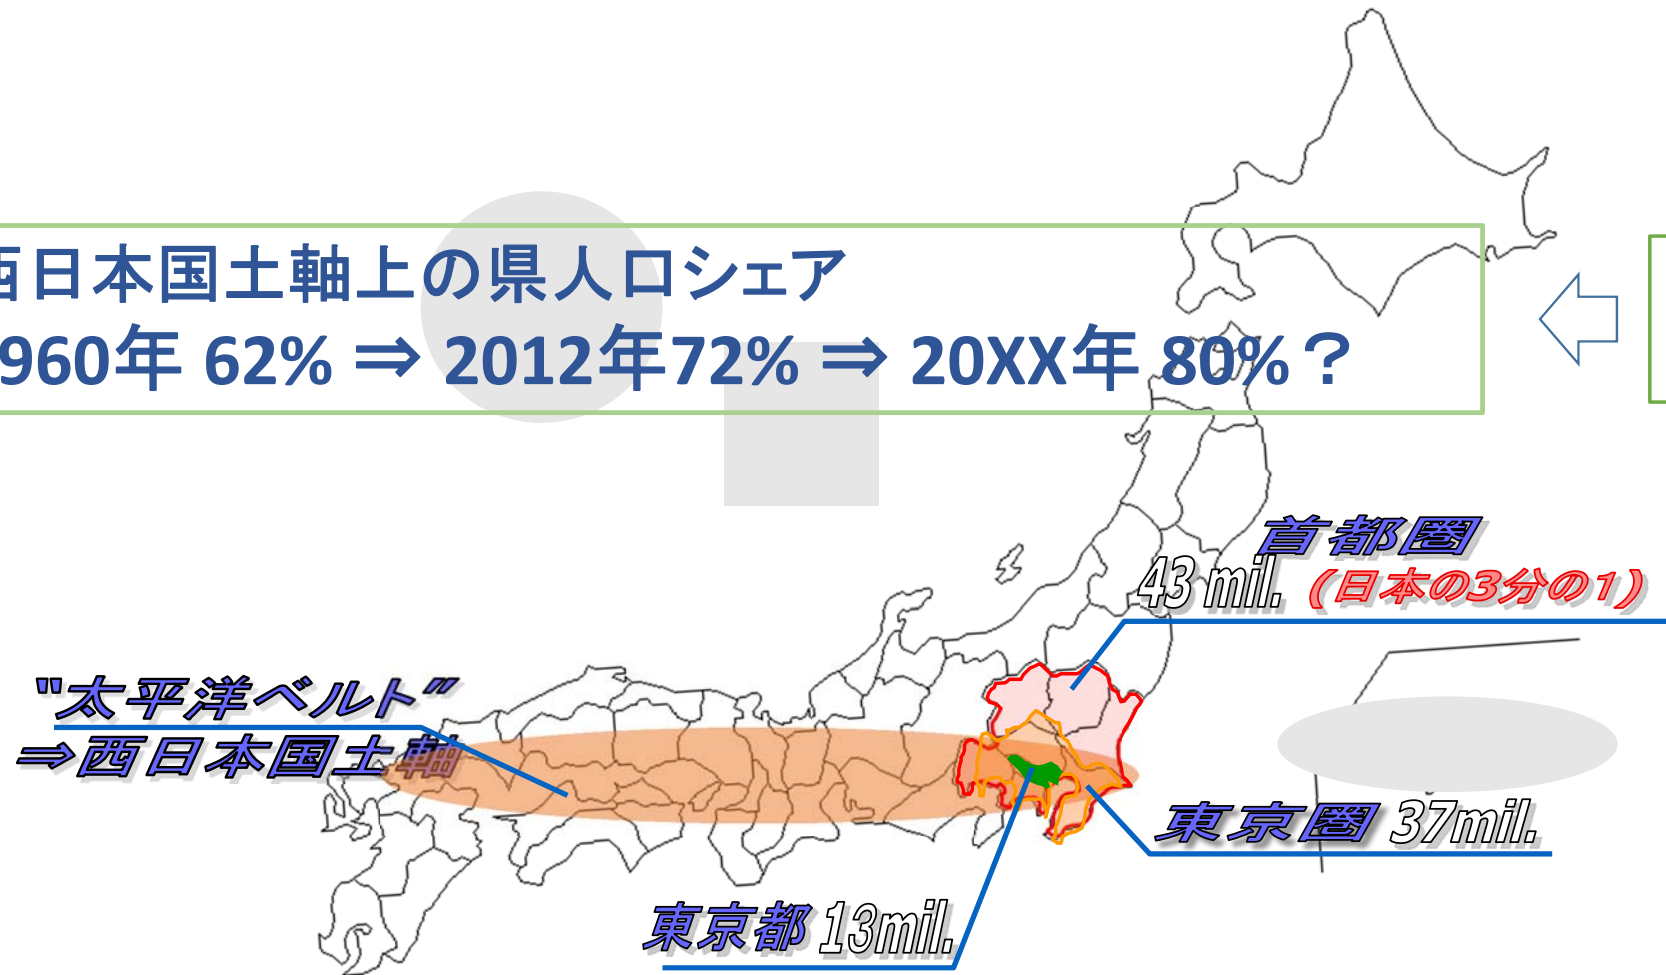 西日本国土軸上の県人口シェア
960年 62% ⇒ 2012年72% ⇒ 20XX年 80%？
首都圏
43 mil. (日本の3分の1)
“太平洋ベルト”
⇒西日本国土軸
東京圏 37mil.
東京都 13mil.